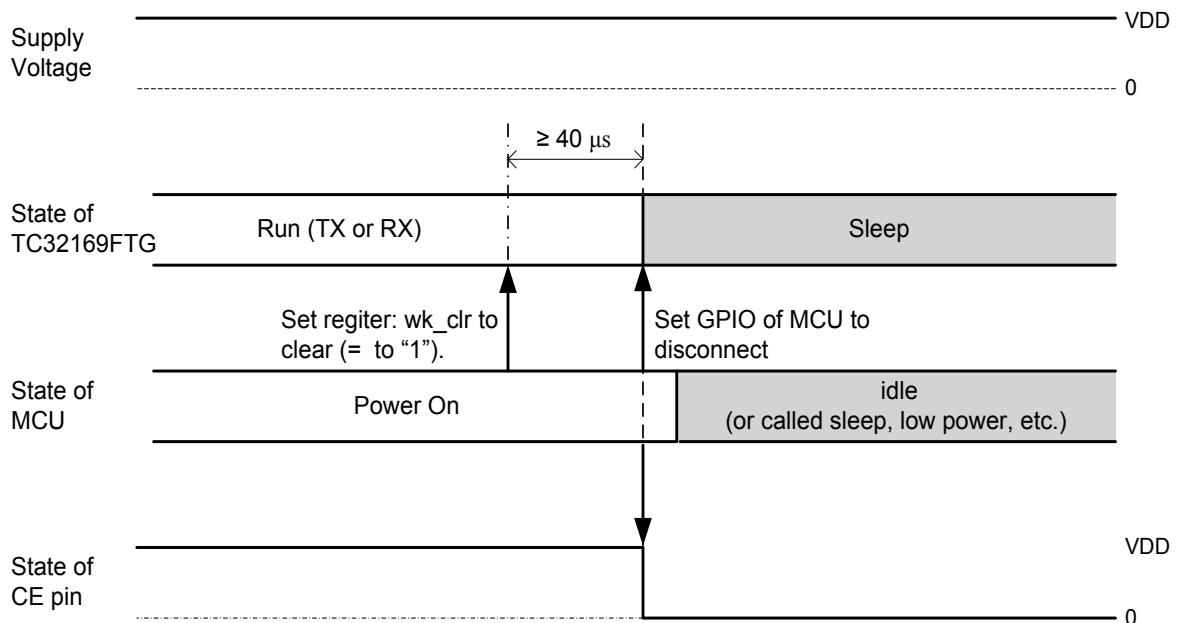 VDD
Supply
Voltage
0
≥ 40 μs
State of
TC32169FTG
Run (TX or RX)
Sleep
Set regiter: wk_clr to
clear (= to “1”).
Set GPIO of MCU to
disconnect
State of
MCU
Power On
idle
(or called sleep, low power, etc.)
VDD
State of
CE pin
0